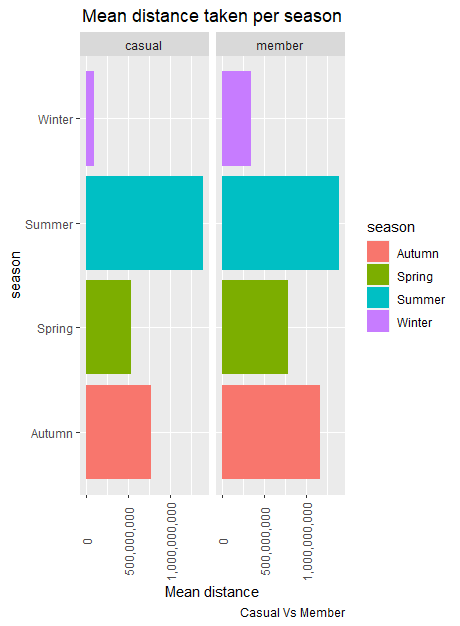 Mean distance taken per season
casual
member
Winter
Summer
Spring
Autumn
season
0
500,000,000
1,000,000,000
0
500,000,000
1,000,000,000
Mean distance
Casual Vs Member
season
Autumn
Spring
Summer
Winter